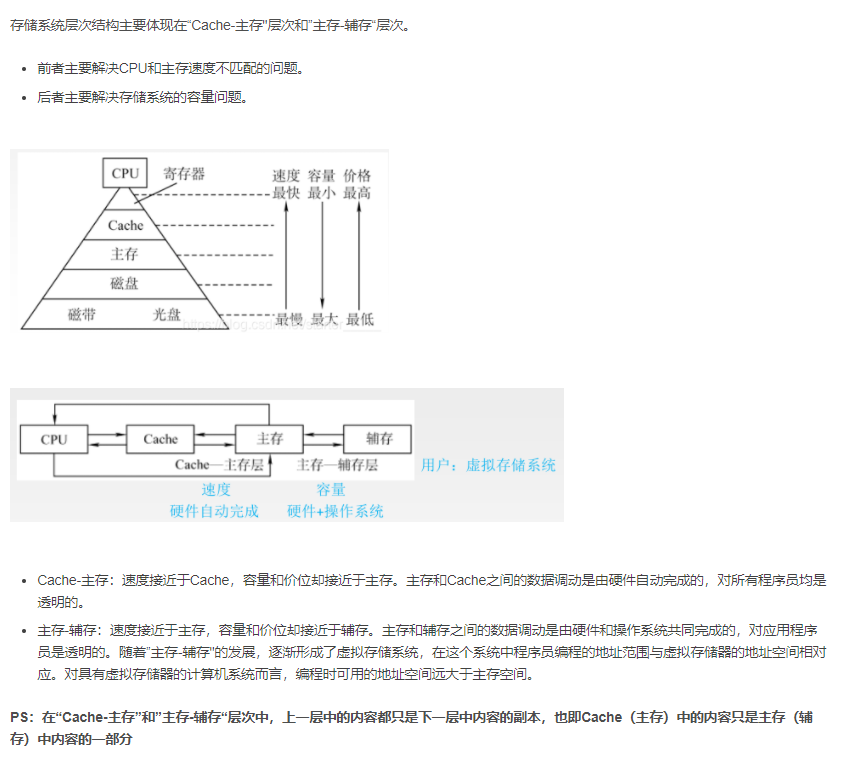 存储系统层次结构主要体现在“Cache-主存”层次和”主存-辅存“层次。
前者主要解决CPU和主存速度不匹配的问题。
后者主要解决存储系统的容量问题。
CPU 寄存器 速度 容量 价格
最快 最小 最高
Cache
主存
磁盘
磁带 光盘 最慢 最大 最低
CPU Cache 主存 辅存
Cache—主存层 主存—辅存层 用户：虚拟存储系统
速度 容量
硬件自动完成 硬件+操作系统
Cache-主存：速度接近于Cache，容量和价位却接近于主存。主存和Cache之间的数据调动是由硬件自动完成的，对所有程序员均是
透明的。
主存-辅存：速度接近于主存，容量和价位却接近于辅存。主存和辅存之间的数据调动是由硬件和操作系统共同完成的，对应用程序
员是透明的。随着”主存-辅存”的发展，逐渐形成了虚拟存储系统，在这个系统中程序员编程的地址范围与虚拟存储器的地址空间相对
应。对具有虚拟存储器的计算机系统而言，编程时可用的地址空间远大于主存空间。
PS：在“Cache-主存”和”主存-辅存“层次中，上一层中的内容都只是下一层中内容的副本，也即Cache（主存）中的内容只是主存（辅
存）中内容的一部分